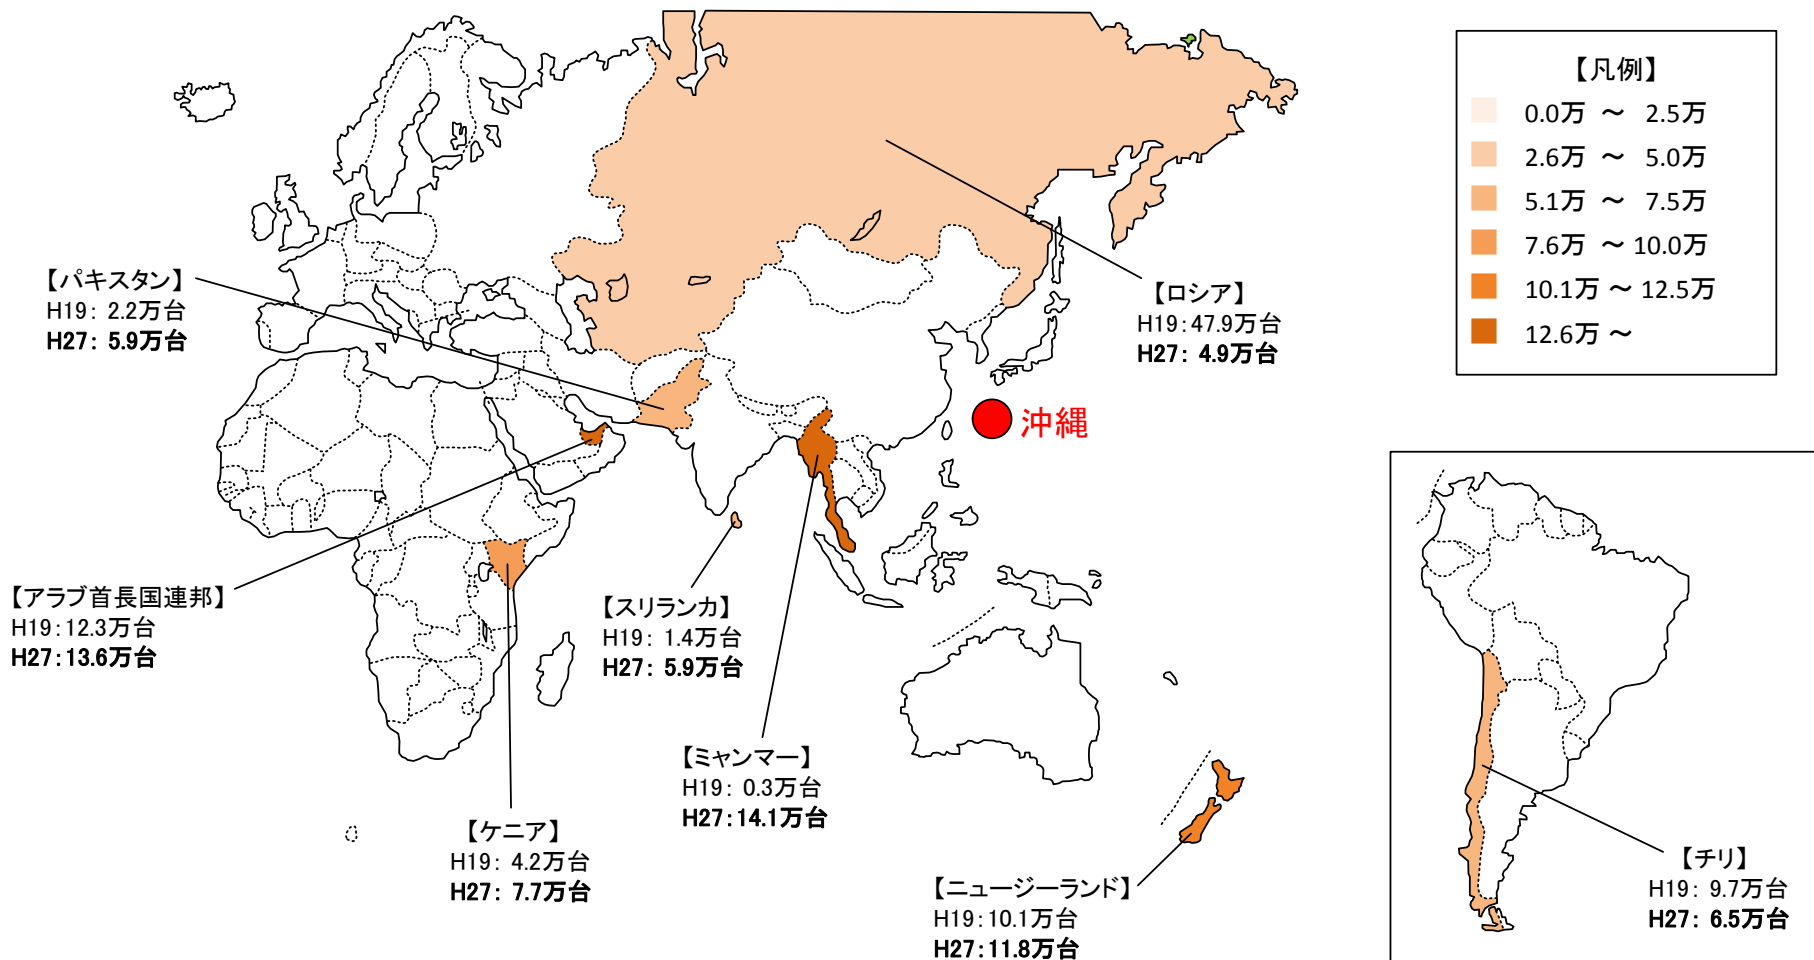 【凡例】
0.0万 ～ 2.5万
2.6万 ～ 5.0万
5.1万 ～ 7.5万
7.6万 ～ 10.0万
10.1万 ～ 12.5万
12.6万 ～
【パキスタン】
H19: 2.2万台
H27: 5.9万台
【ロシア】
H19:47.9万台
H27: 4.9万台
沖縄
【アラブ首長国連邦】
H19:12.3万台
H27:13.6万台
【スリランカ】
H19: 1.4万台
H27: 5.9万台
【ミャンマー】
H19: 0.3万台
H27:14.1万台
【ケニア】
H19: 4.2万台
H27: 7.7万台
【ニュージーランド】
H19:10.1万台
H27:11.8万台
【チリ】
H19: 9.7万台
H27: 6.5万台